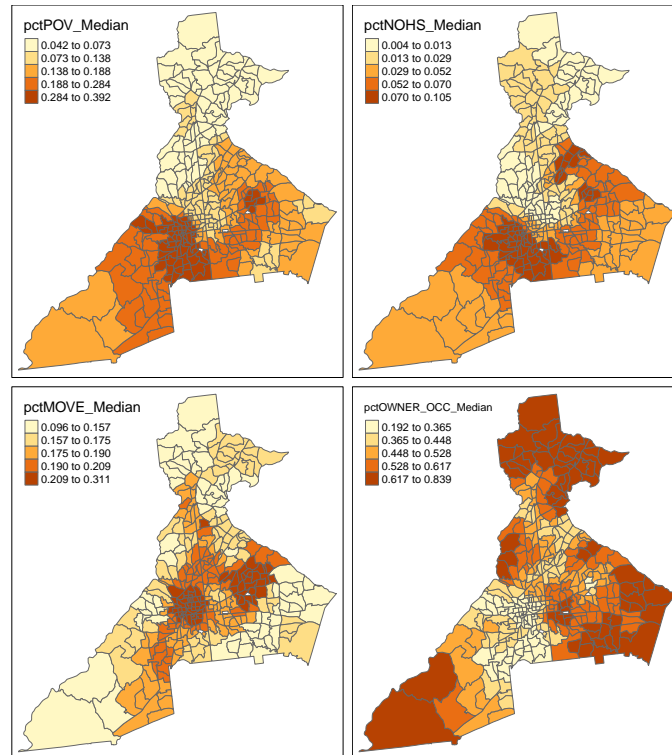 pctPOV_Median
0.042 to 0.073
0.073 to 0.138
0.138 to 0.188
0.188 to 0.284
0.284 to 0.392
pctNOHS_Median
0.004 to 0.013
0.013 to 0.029
0.029 to 0.052
0.052 to 0.070
0.070 to 0.105
pctMOVE_Median
0.096 to 0.157
0.157 to 0.175
0.175 to 0.190
0.190 to 0.209
0.209 to 0.311
pctOWNER_OCC_Median
0.192 to 0.365
0.365 to 0.448
0.448 to 0.528
0.528 to 0.617
0.617 to 0.839